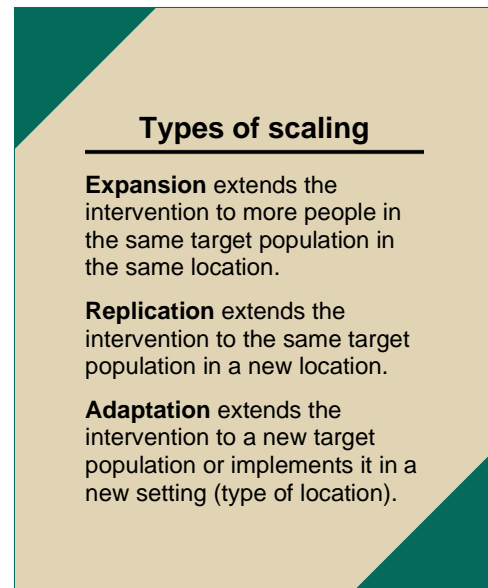 Types of scaling
Expansion extends the
intervention to more people in
the same target population in
the same location.
Replication extends the
intervention to the same target
population in a new location.
Adaptation extends the
intervention to a new target
population or implements it in a
new setting (type of location).